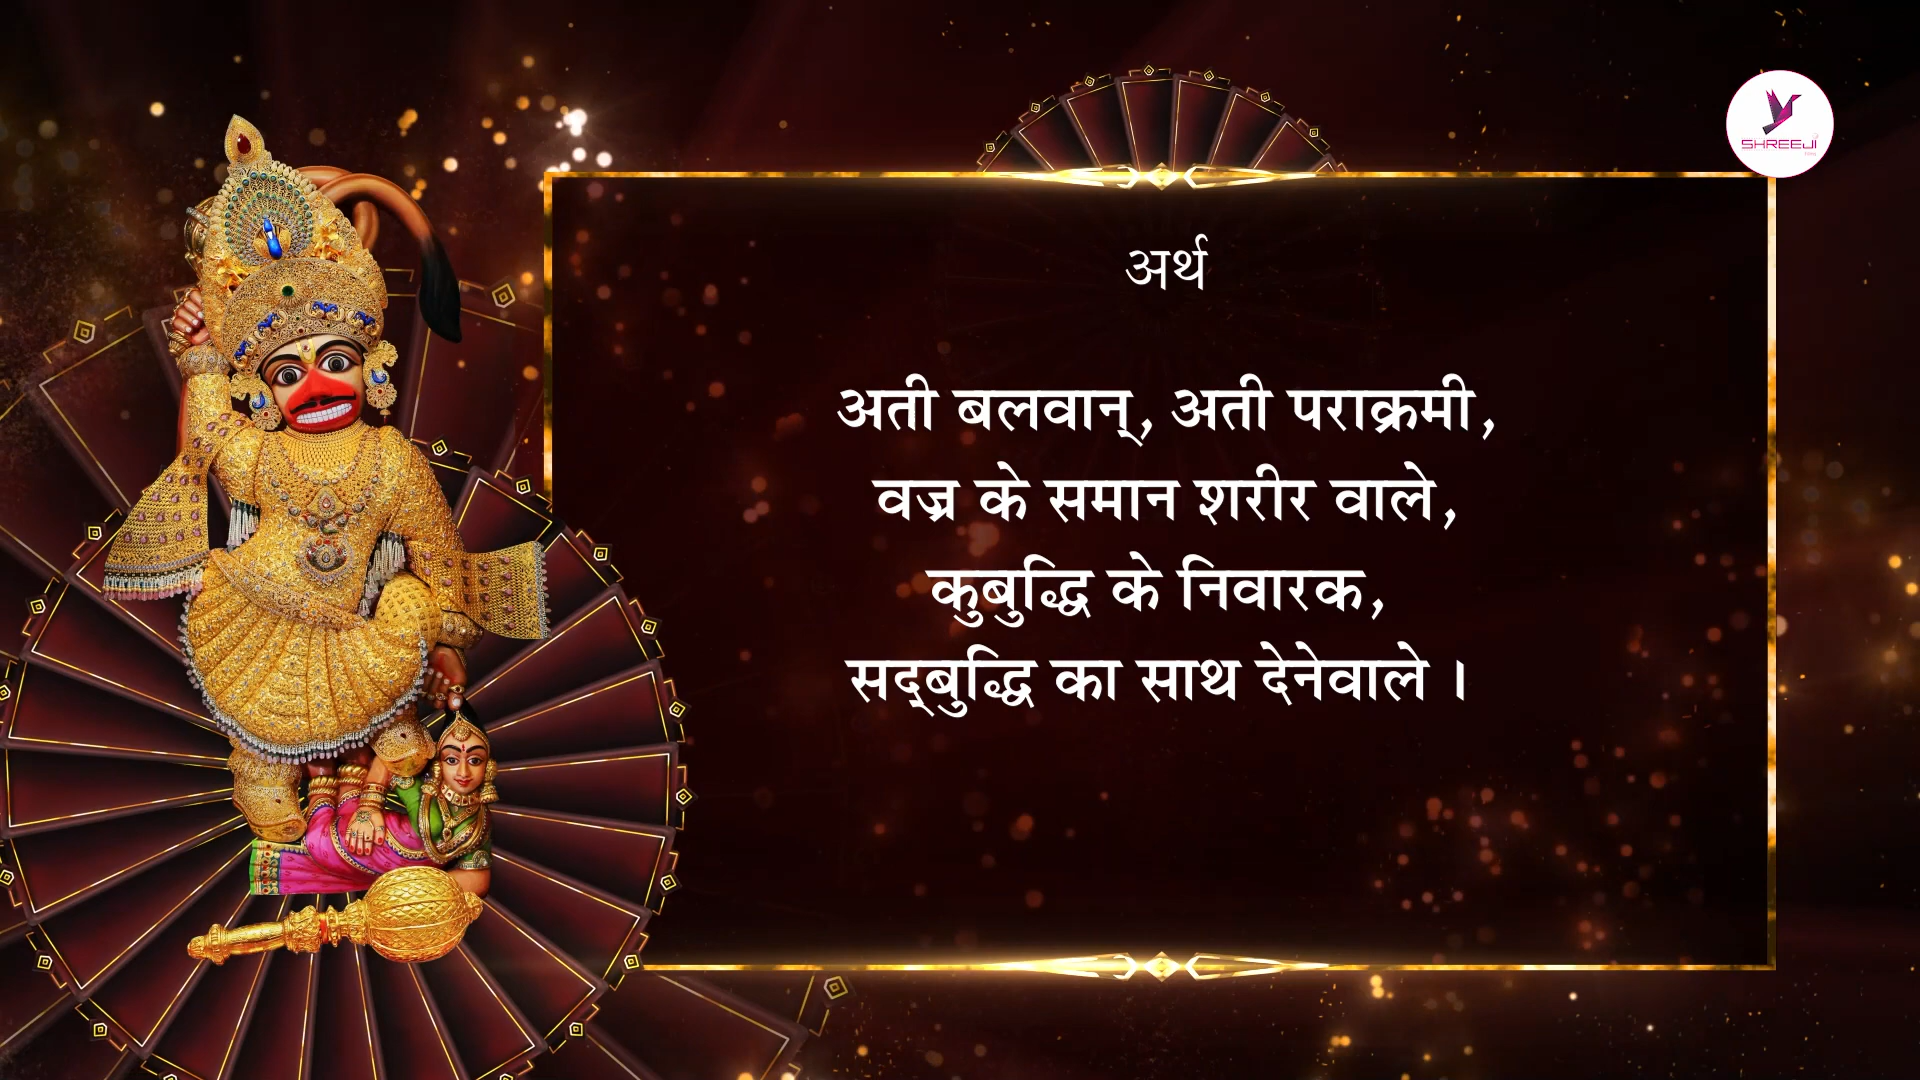 SHREEJI
अर्थ
अती बलवान्, अती पराक्रमी,
वज्र के समान शरीर वाले,
कुबुद्धि के निवारक,
सद्‌बुद्धि का साथ देनेवाले ।